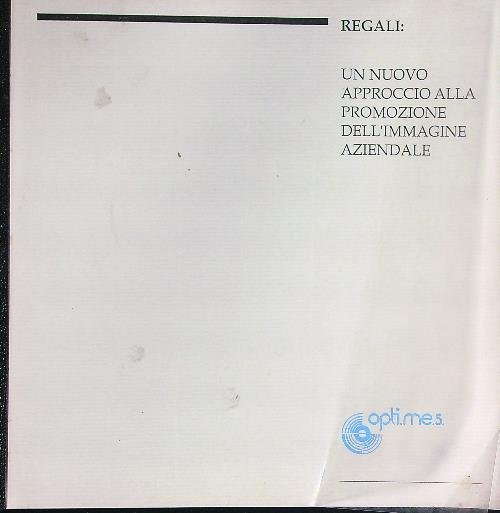 REGALI:
UN NUOVO
APPROCCIO ALLA
PROMOZIONE
DELL'IMMAGINE
AZIENDALE
opti.me.s.